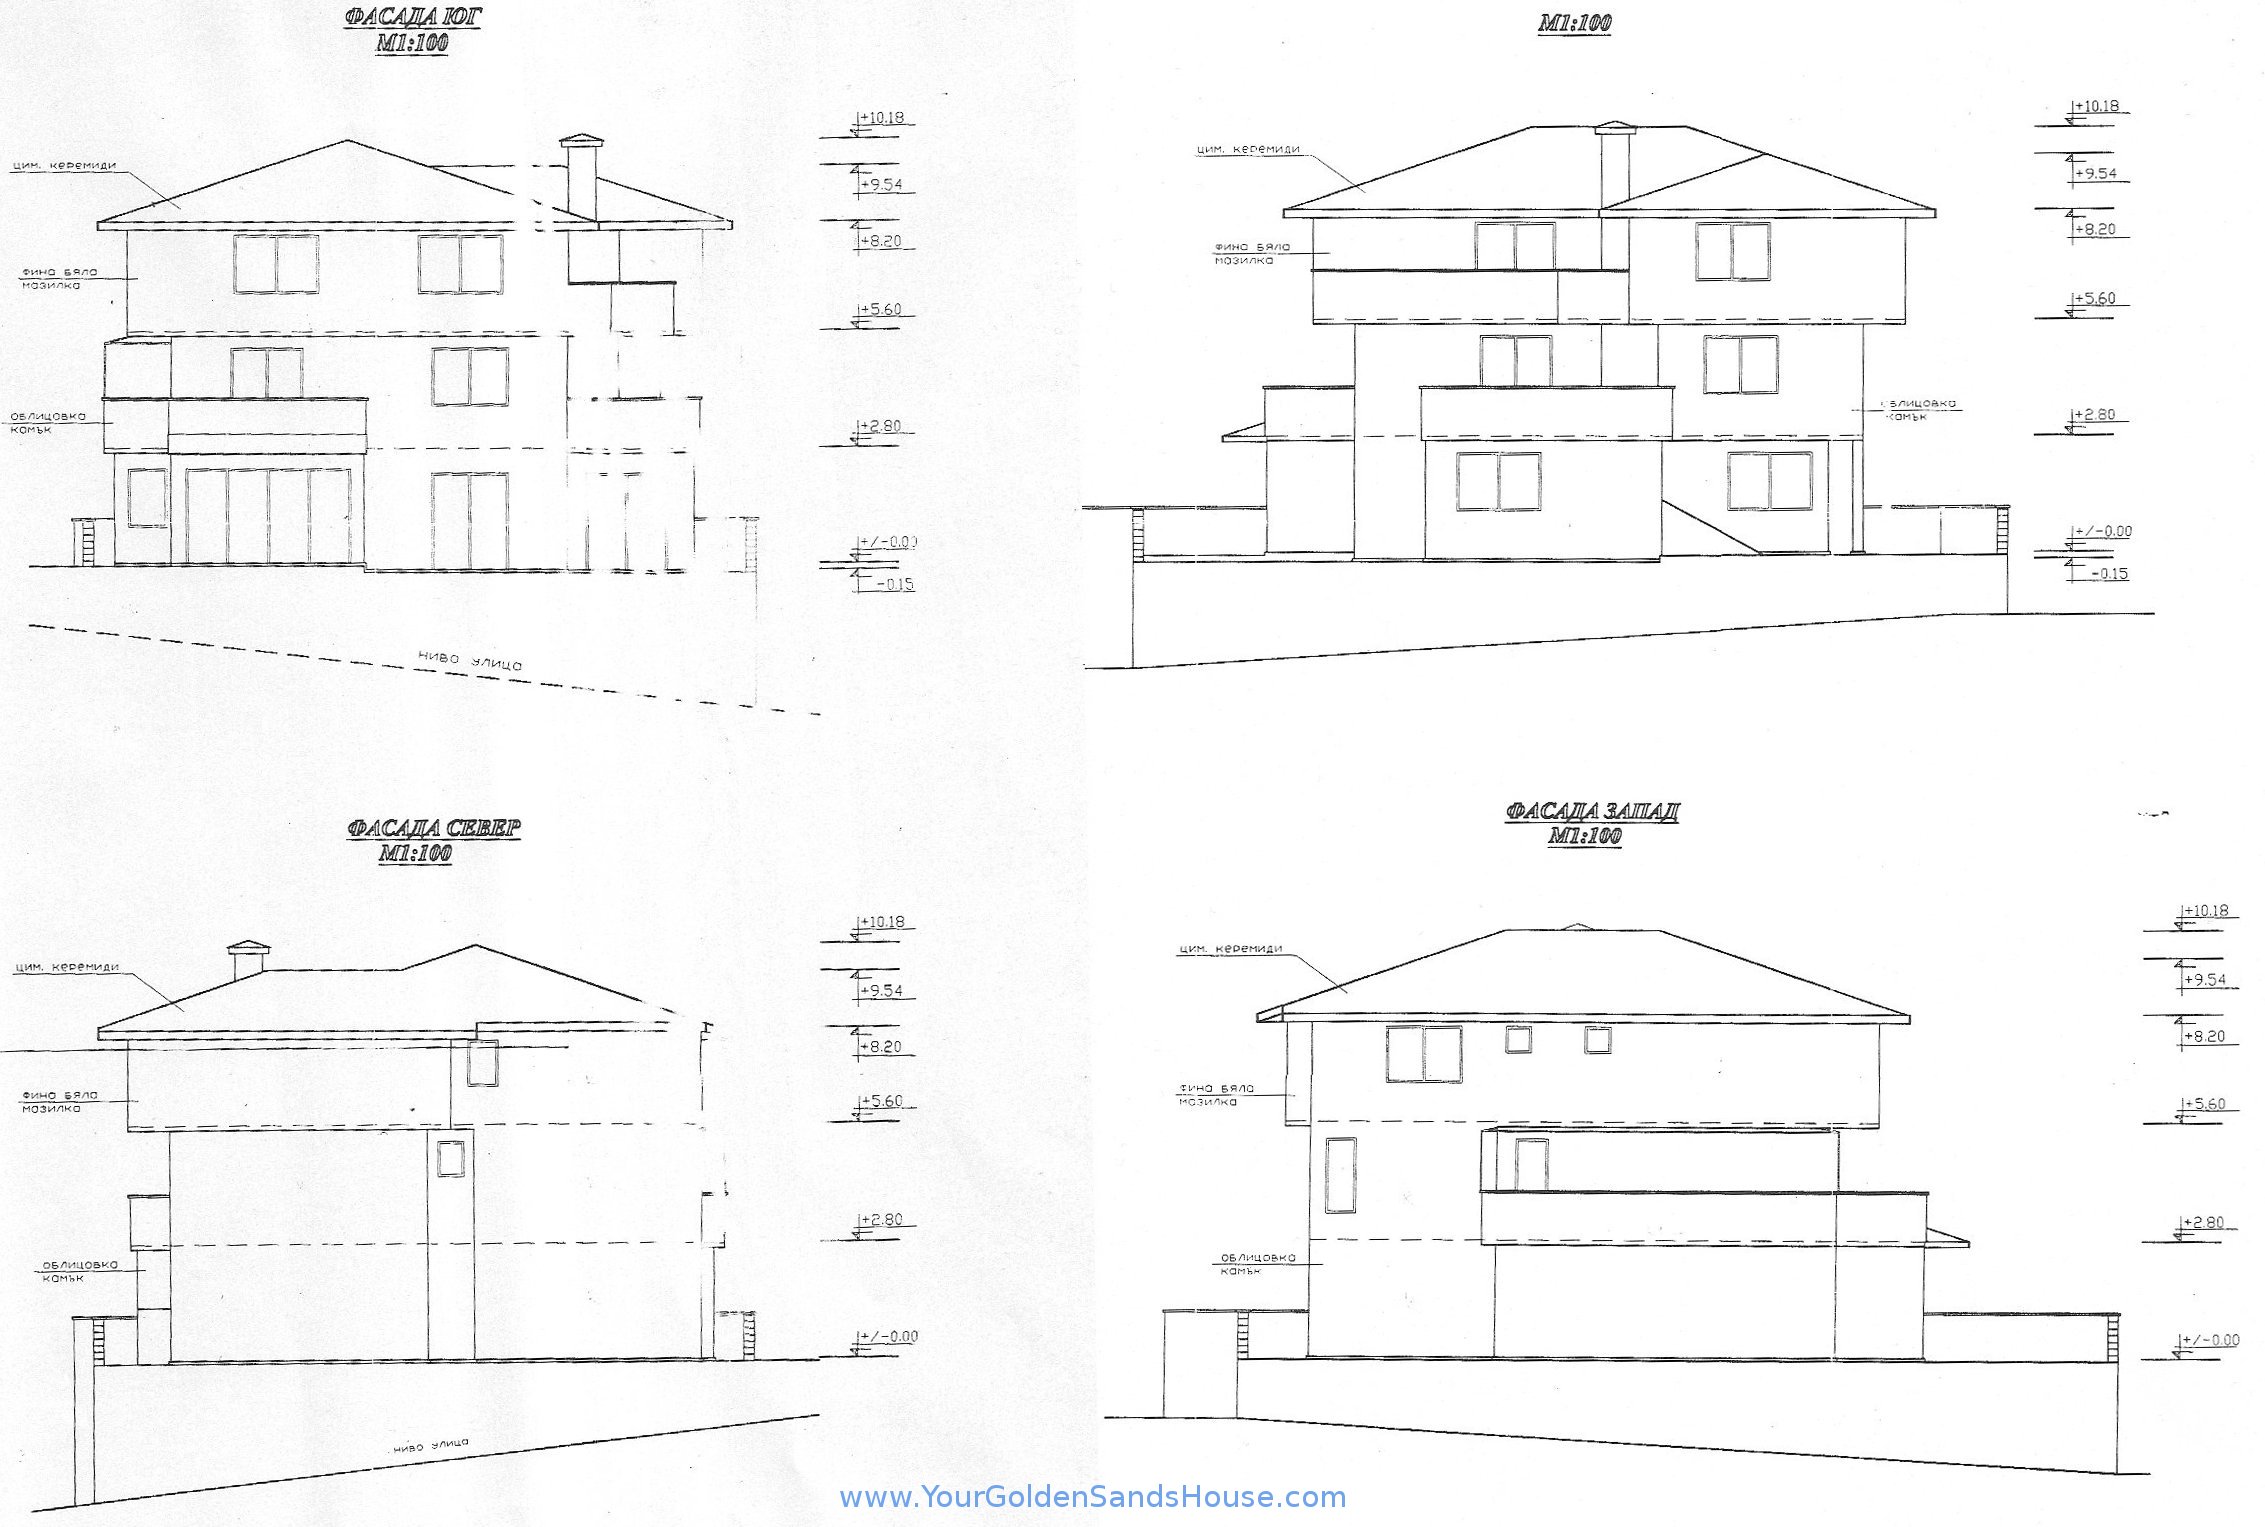 ФАСАДА ЮГ
М1:100
+10.18
цим. керемиди
+9.54
+8.20
фина бяла
мазилка
+5.60
облицовка
камък
+2.80
+/-0.00
-0.15
ниво улица
М1:100
+10.18
цим. керемиди
+9.54
+8.20
фина бяла
мазилка
+5.60
облицовка
камък
+2.80
+/-0.00
-0.15
ФАСАДА СЕВЕР
М1:100
+10.18
цим. керемиди
+9.54
+8.20
фина бяла
мазилка
+5.60
+2.80
облицовка
камък
+/-0.00
ниво улица
ФАСАДА ЗАПАД
М1:100
+10.18
цим. керемиди
+9.54
+8.20
фина бяла
мазилка
+5.60
+2.80
облицовка
камък
+/-0.00
www.YourGoldenSandsHouse.com